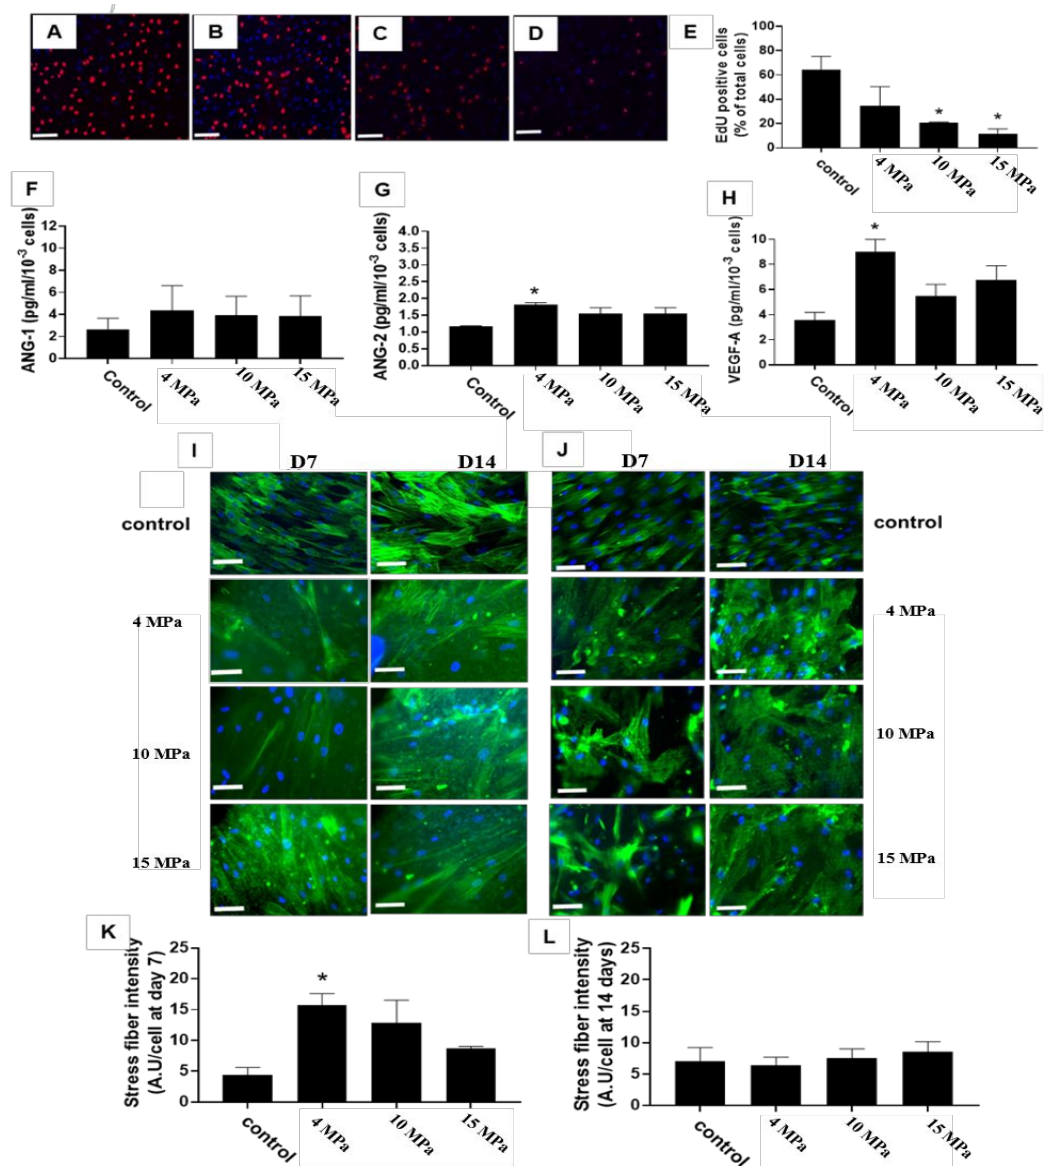 A
B
C
D
E
EdU positive cells
(% of total cells)
100
80
60
40
20
0
*
*
control
4 MPa
10 MPa
15 MPa
F
ANG-1 (pg/ml/10-3 cells)
12
10
8
6
4
2
0
Control
4 MPa
10 MPa
15 MPa
G
ANG-2 (pg/ml/10-3 cells)
4.0
3.5
3.0
2.5
2.0
1.5
1.0
0.5
0.0
*
Control
4 MPa
10 MPa
15 MPa
H
VEGF-A (pg/ml/10-3 cells)
10
8
6
4
2
0
*
Control
4 MPa
10 MPa
15 MPa
I
D7
D14
J
D7
D14
control
control
4 MPa
4 MPa
10 MPa
10 MPa
15 MPa
15 MPa
K
Stress fiber intensity
(A.U/cell at day 7)
25
20
15
10
5
0
*
control
4 MPa
10 MPa
15 MPa
L
Stress fiber intensity
(A.U/cell at 14 days)
25
20
15
10
5
0
control
4 MPa
10 MPa
15 MPa